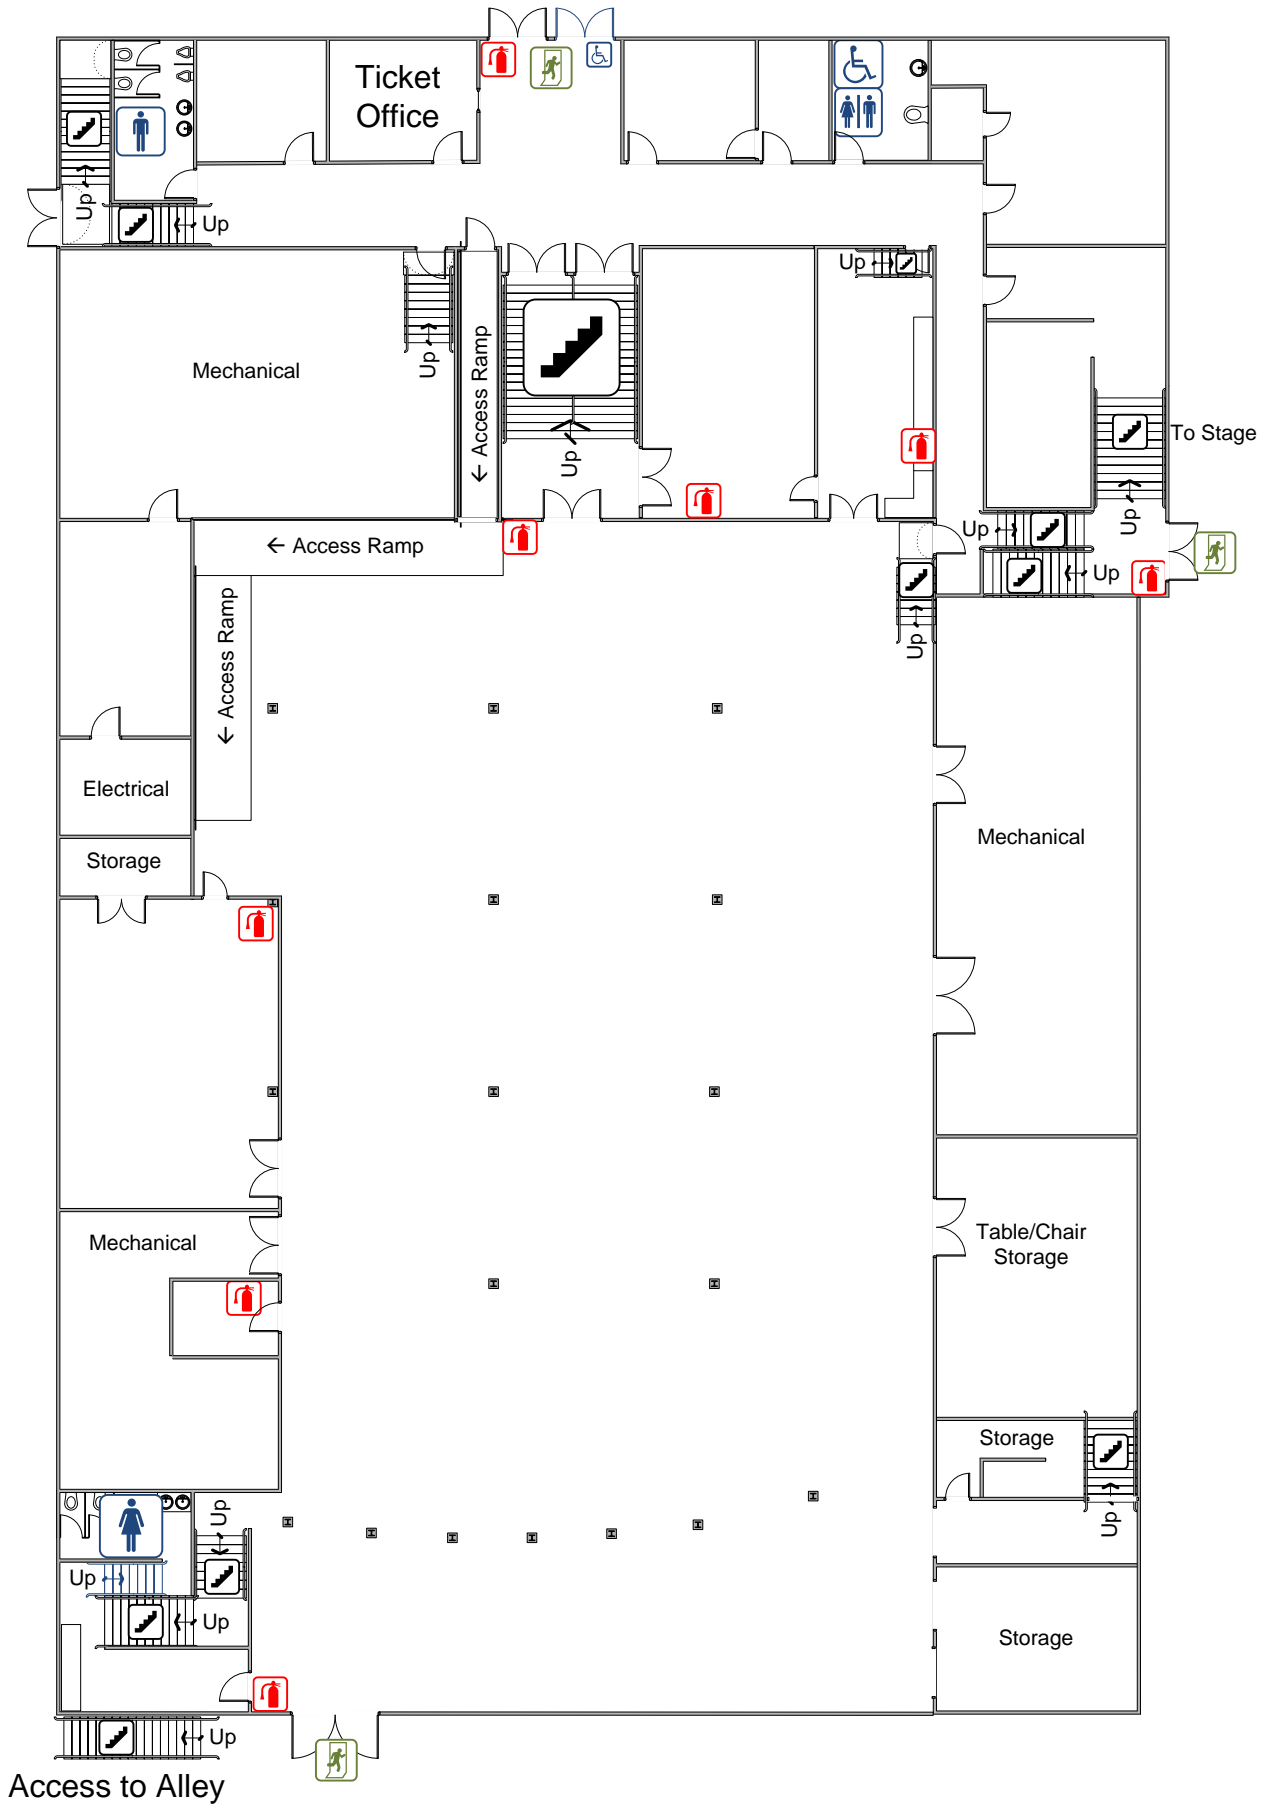 Ticket
Office
Up
Up
Up
Mechanical
Up
← Access Ramp
Up
To Stage
Up
Up
Up
← Access Ramp
Up
← Access Ramp
Electrical
Mechanical
Storage
Table/Chair
Storage
Mechanical
Storage
Up
Up
Up
Up
Storage
Up
Access to Alley